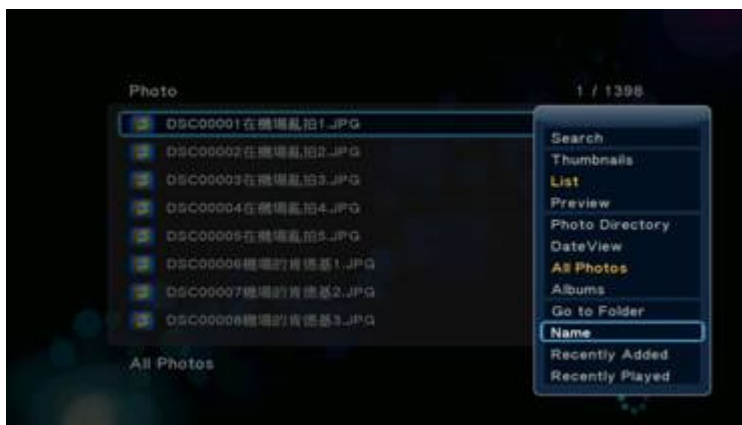 Photo
1 / 1398
DSC00001在機場亂拍1.JPG
DSC00002在機場亂拍2.JPG
DSC00003在機場亂拍3.JPG
DSC00004在機場亂拍4.JPG
DSC00005在機場亂拍5.JPG
DSC00006機場的肯德基1.JPG
DSC00007機場的肯德基2.JPG
DSC00008機場的肯德基3.JPG
All Photos
Search
Thumbnails
List
Preview
Photo Directory
DateView
All Photos
Albums
Go to Folder
Name
Recently Added
Recently Played